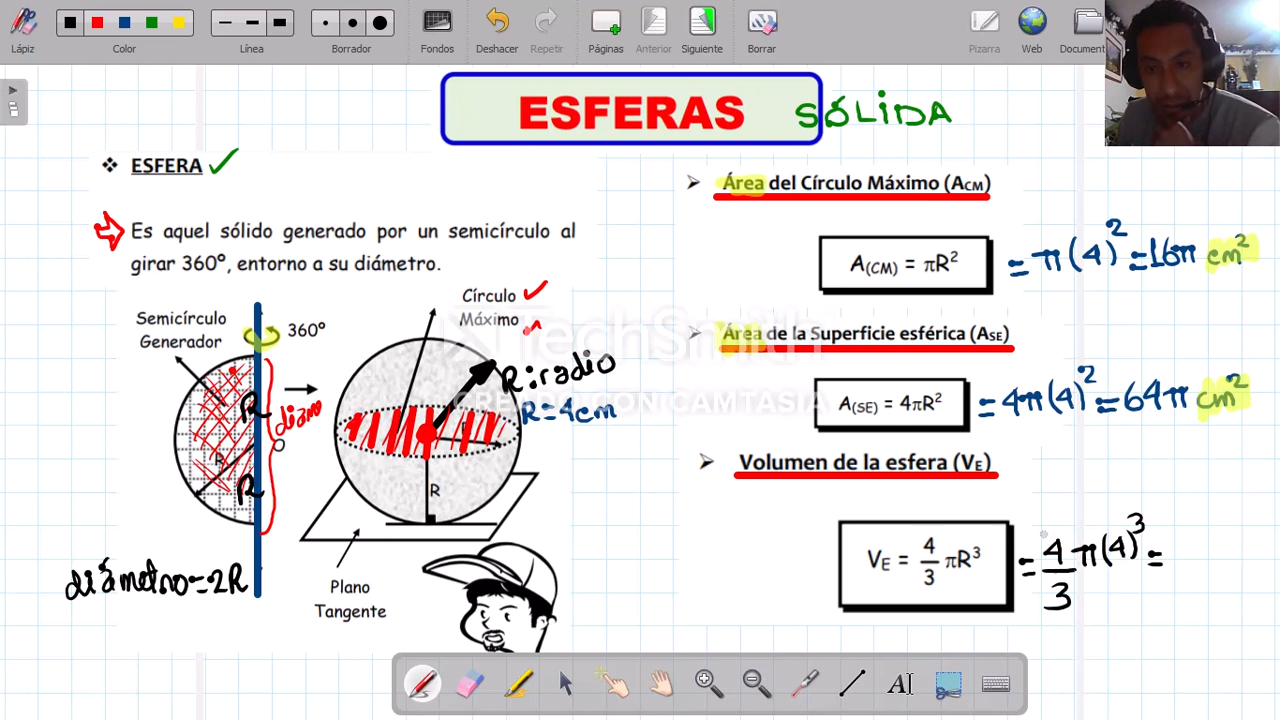 Lápiz
Color
Línea
Borrador
Fondos
Deshacer
Repetir
Páginas
Anterior
Siguiente
Borrar
Pizarra
Web
Document
ESFERAS
SÓLIDA
❖ ESFERA
Es aquel sólido generado por un semicírculo al
girar 360º, entorno a su diámetro.
Semicírculo
Generador
360º
R
R
R
diám
O
diámetro=2R
Círculo
Máximo
R:radio
R=4cm
R
R
Plano
Tangente
➢ Área del Círculo Máximo (ACM)
A(CM) = πR² = π(4)² = 16π cm²
➢ Área de la Superficie esférica (ASE)
A(SE) = 4πR² = 4π(4)² = 64π cm²
➢ Volumen de la esfera (VE)
VE = 4/3 πR³ = 4/3 π(4)³ =
TechSmith
CREADO CON CAMTASIA